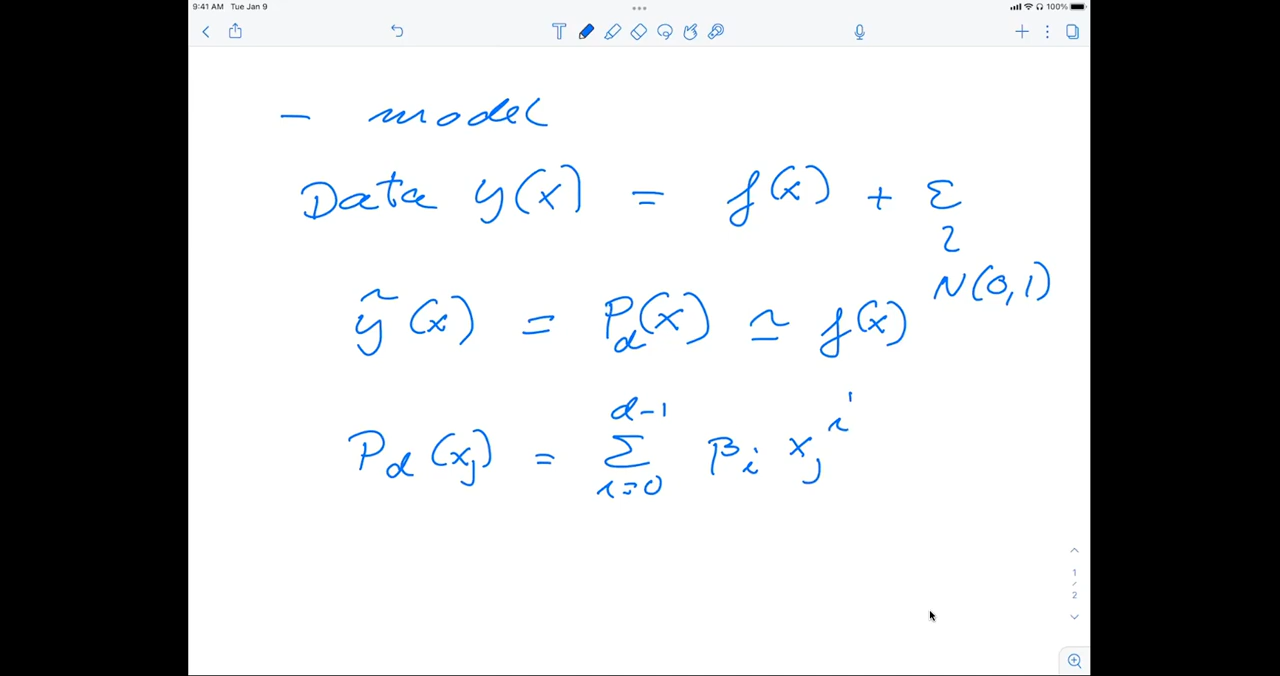 9:41 AM Tue Jan 9
100%
T
– model
Data y(x) = f(x) + ε
~
N(0,1)
ỹ(x) = P_d(x) ≃ f(x)
d-1
P_d(x_j) = Σ β_i x_j^i
i=0
1
/
2